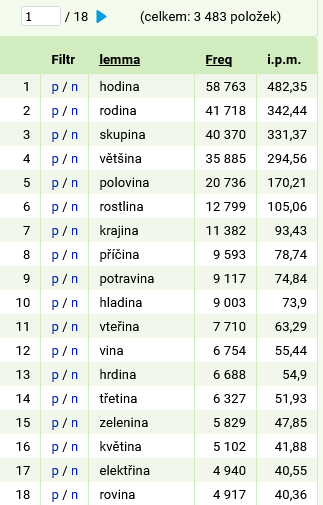 1 / 18 (celkem: 3 483 položek)
Filtr lemma Freq i.p.m.
1 p / n hodina 58 763 482,35
2 p / n rodina 41 718 342,44
3 p / n skupina 40 370 331,37
4 p / n většina 35 885 294,56
5 p / n polovina 20 736 170,21
6 p / n rostlina 12 799 105,06
7 p / n krajina 11 382 93,43
8 p / n příčina 9 593 78,74
9 p / n potravina 9 117 74,84
10 p / n hladina 9 003 73,9
11 p / n vteřina 7 710 63,29
12 p / n vina 6 754 55,44
13 p / n hrdina 6 688 54,9
14 p / n třetina 6 327 51,93
15 p / n zelenina 5 829 47,85
16 p / n květina 5 102 41,88
17 p / n elektřina 4 940 40,55
18 p / n rovina 4 917 40,36